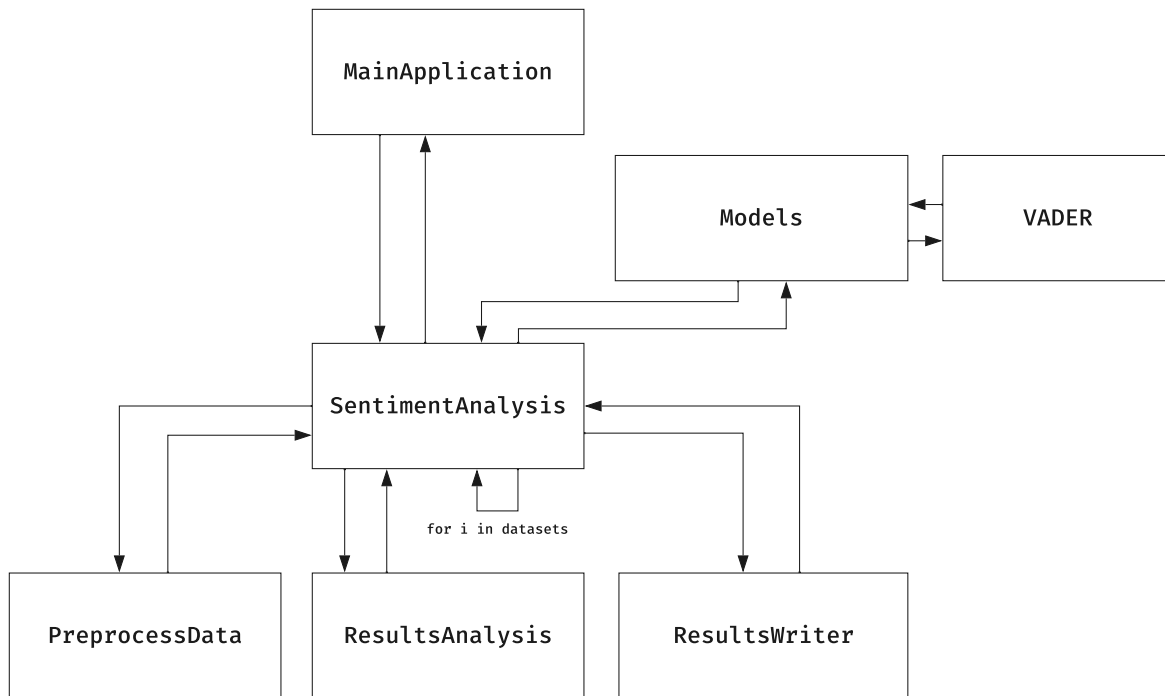 MainApplication
Models
VADER
SentimentAnalysis
for i in datasets
PreprocessData
ResultsAnalysis
ResultsWriter